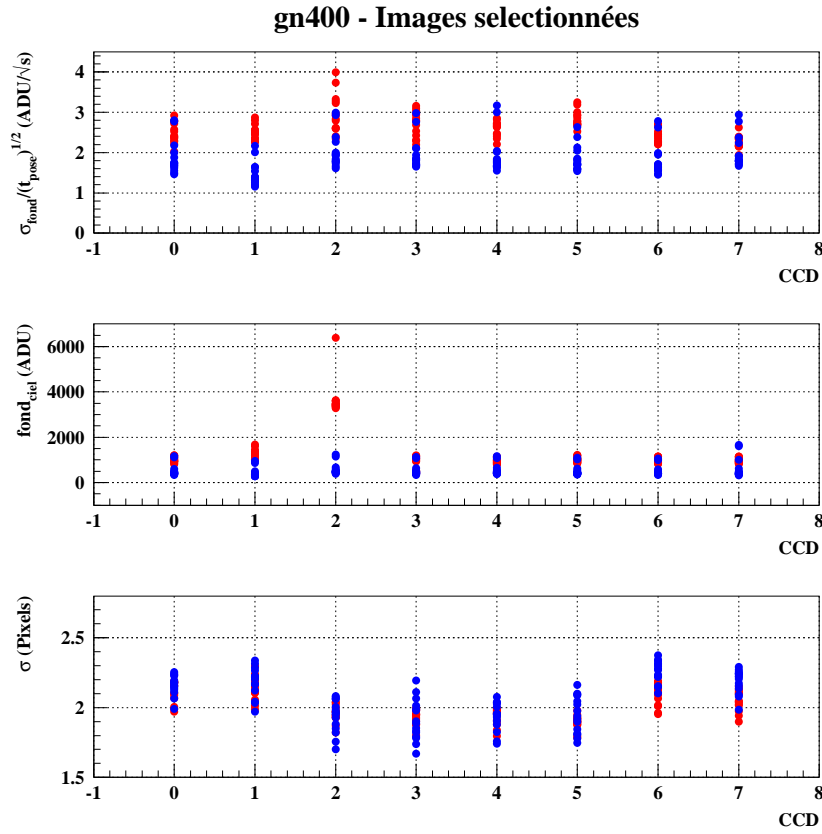 gn400 - Images selectionnées
σfond/(tpose)1/2 (ADU/√s)
4
3
2
1
0
-1 0 1 2 3 4 5 6 7 8
CCD
fondciel (ADU)
6000
4000
2000
0
-1 0 1 2 3 4 5 6 7 8
CCD
σ (Pixels)
2.5
2
1.5
-1 0 1 2 3 4 5 6 7 8
CCD